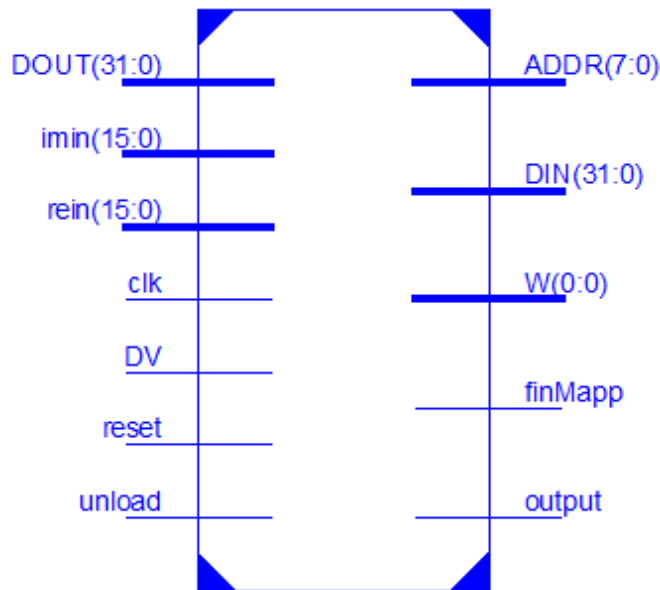 DOUT(31:0)
ADDR(7:0)
imin(15:0)
DIN(31:0)
rein(15:0)
clk
W(0:0)
DV
finMapp
reset
unload
output